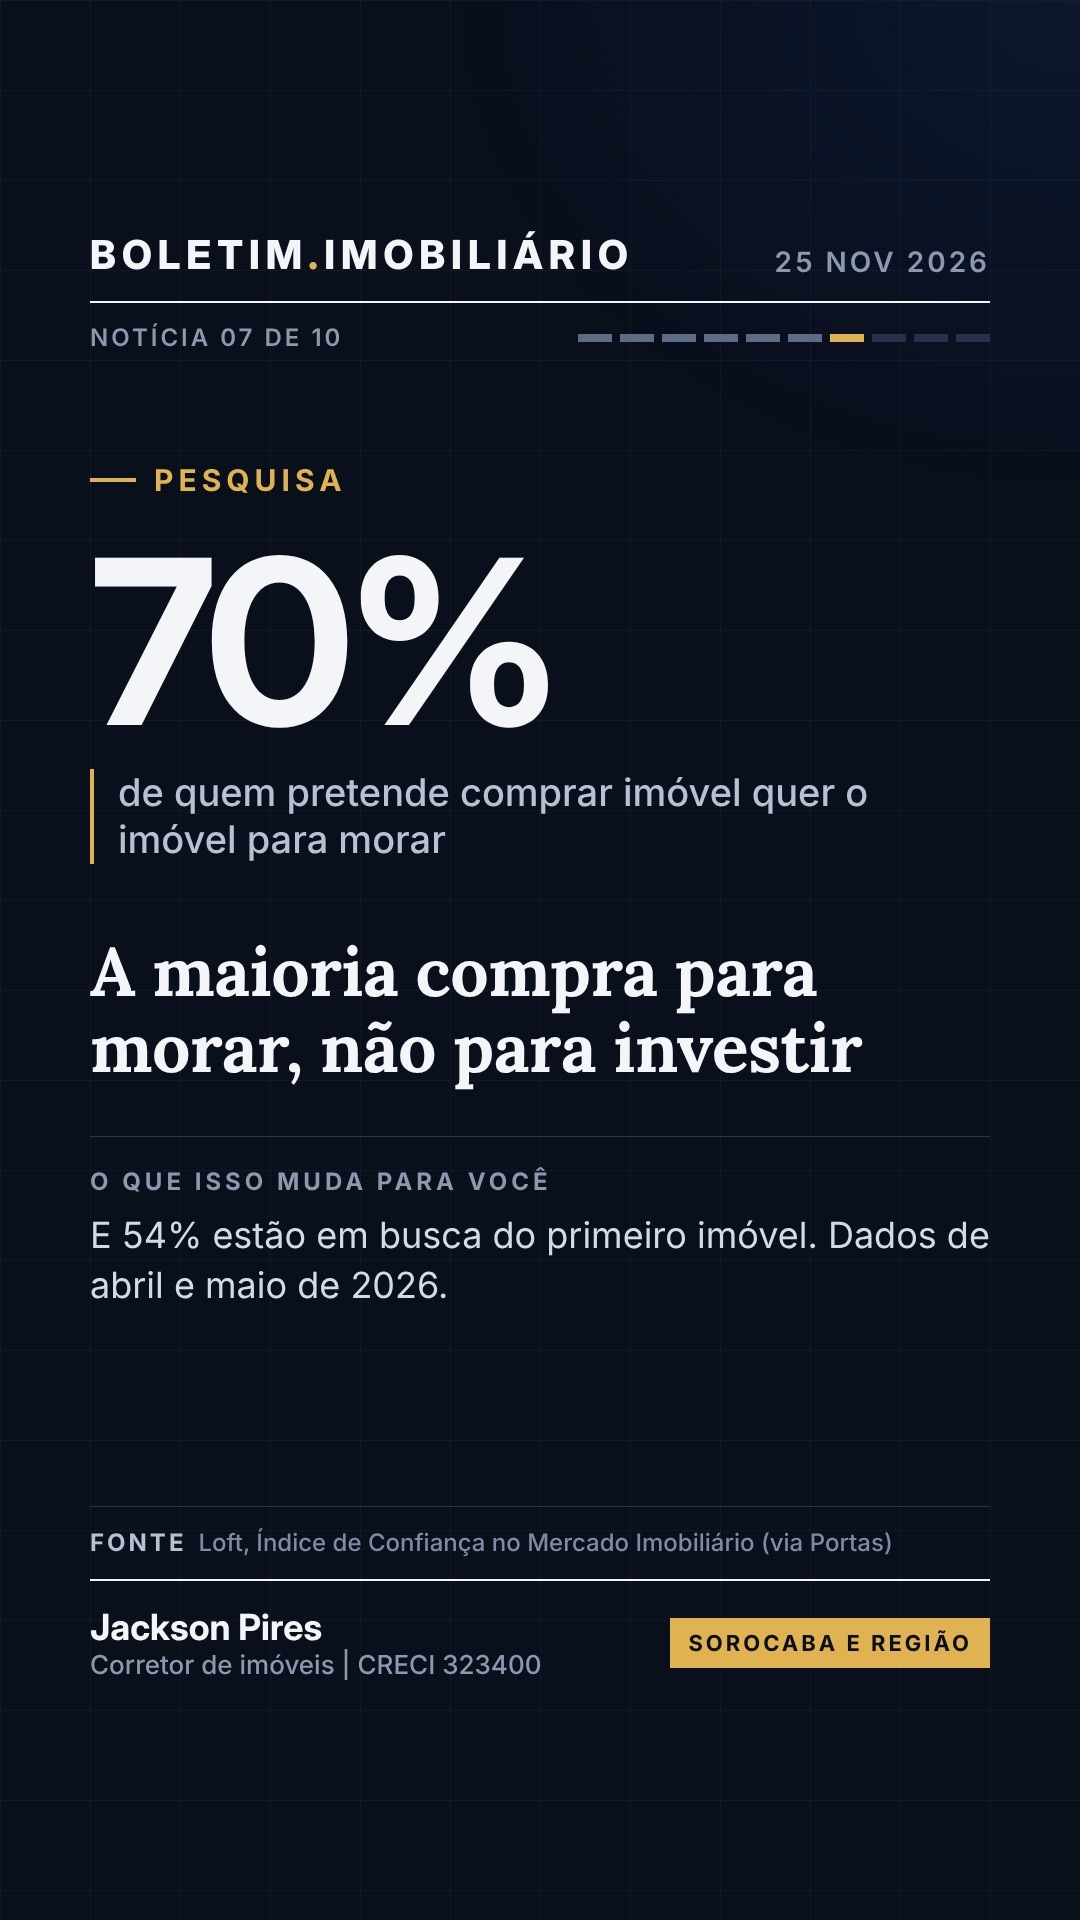 BOLETIM.IMOBILIÁRIO
25 NOV 2026
NOTÍCIA 07 DE 10
PESQUISA
70%
de quem pretende comprar imóvel quer o
imóvel para morar
A maioria compra para
morar, não para investir
O QUE ISSO MUDA PARA VOCÊ
E 54% estão em busca do primeiro imóvel. Dados de
abril e maio de 2026.
FONTE Loft, Índice de Confiança no Mercado Imobiliário (via Portas)
Jackson Pires
Corretor de imóveis | CRECI 323400
SOROCABA E REGIÃO